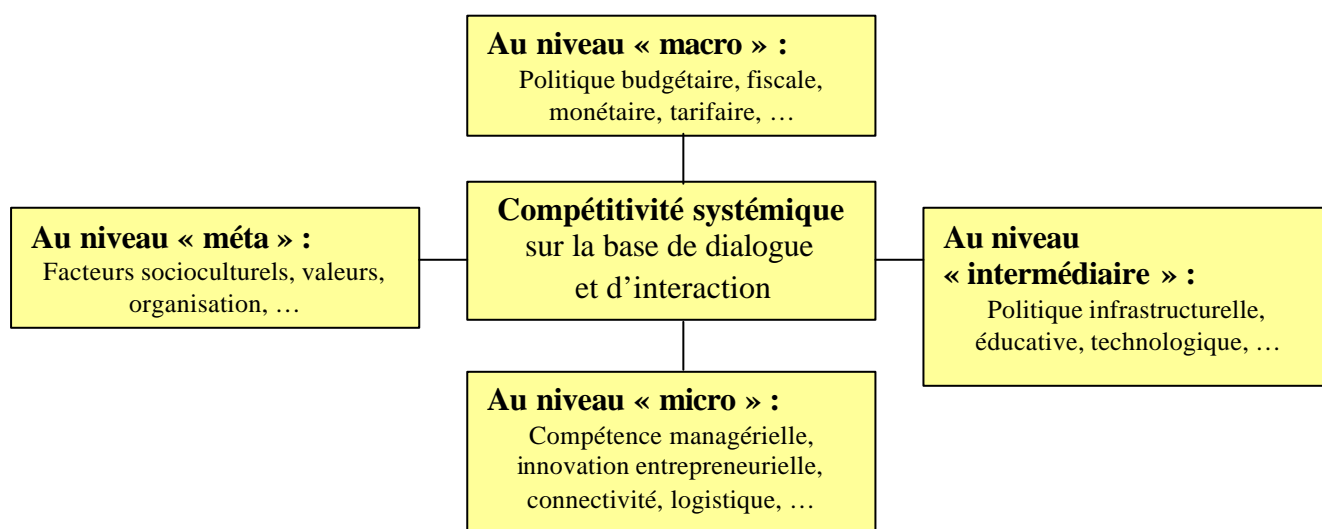 Au niveau « macro » :
Politique budgétaire, fiscale,
monétaire, tarifaire, …
Compétitivité systémique
sur la base de dialogue
et d’interaction
Au niveau « méta » :
Facteurs socioculturels, valeurs,
organisation, …
Au niveau
« intermédiaire » :
Politique infrastructurelle,
éducative, technologique, …
Au niveau « micro » :
Compétence managérielle,
innovation entrepreneurielle,
connectivité, logistique, …